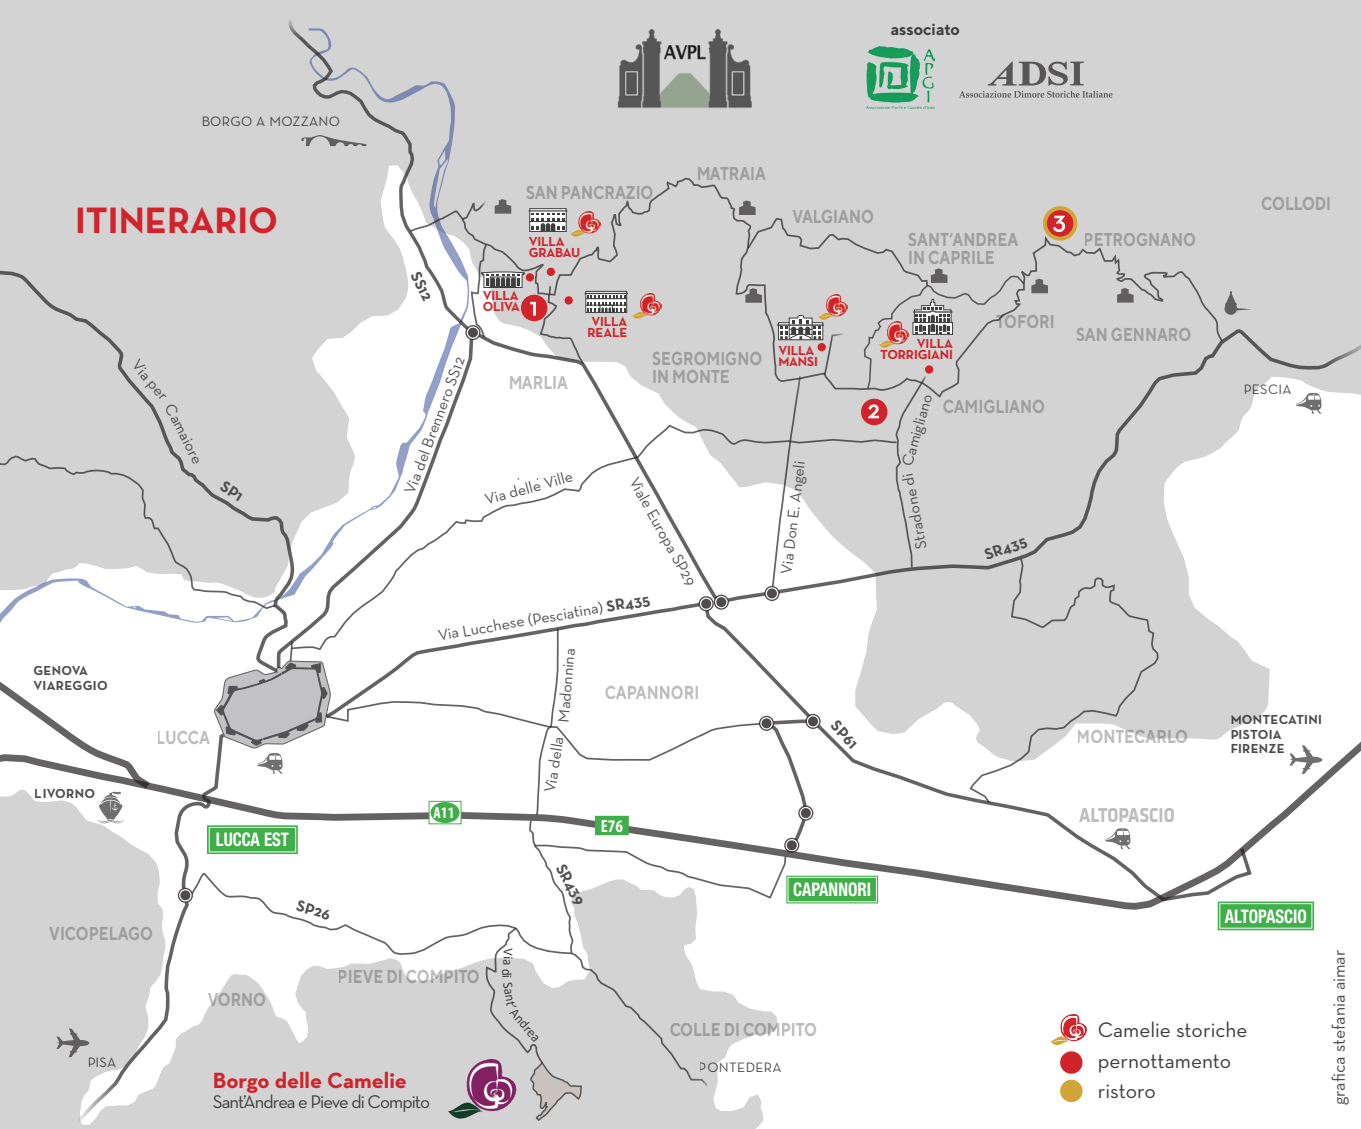 associato
AVPL
APGI
ADSI
Associazione Dimore Storiche Italiane
BORGO A MOZZANO
ITINERARIO
MATRAIA
SAN PANCRAZIO
VALGIANO
COLLODI
3
SANT'ANDREA
IN CAPRILE
PETROGNANO
VILLA
GRABAU
SS12
VILLA
OLIVA
1
VILLA
REALE
TOFORI
SAN GENNARO
VILLA
MANSI
VILLA
TORRIGIANI
SEGROMIGNO
IN MONTE
MARLIA
PESCIA
2
CAMIGLIANO
Via per Camaiore
SP1
Via del Brennero SS12
Via delle Ville
Viale Europa SP29
Via Don E. Angeli
Stradone di Camigliano
SR435
Via Lucchese (Pesciatina) SR435
GENOVA
VIAREGGIO
Via della Madonnina
CAPANNORI
LUCCA
SP61
MONTECARLO
MONTECATINI
PISTOIA
FIRENZE
LIVORNO
A11
E76
ALTOPASCIO
LUCCA EST
CAPANNORI
ALTOPASCIO
SR439
SP26
VICOPELAGO
PIEVE DI COMPITO
VORNO
Via di Sant'Andrea
COLLE DI COMPITO
PONTEDERA
PISA
Borgo delle Camelie
Sant'Andrea e Pieve di Compito
Camelie storiche
pernottamento
ristoro
grafica stefania aimar